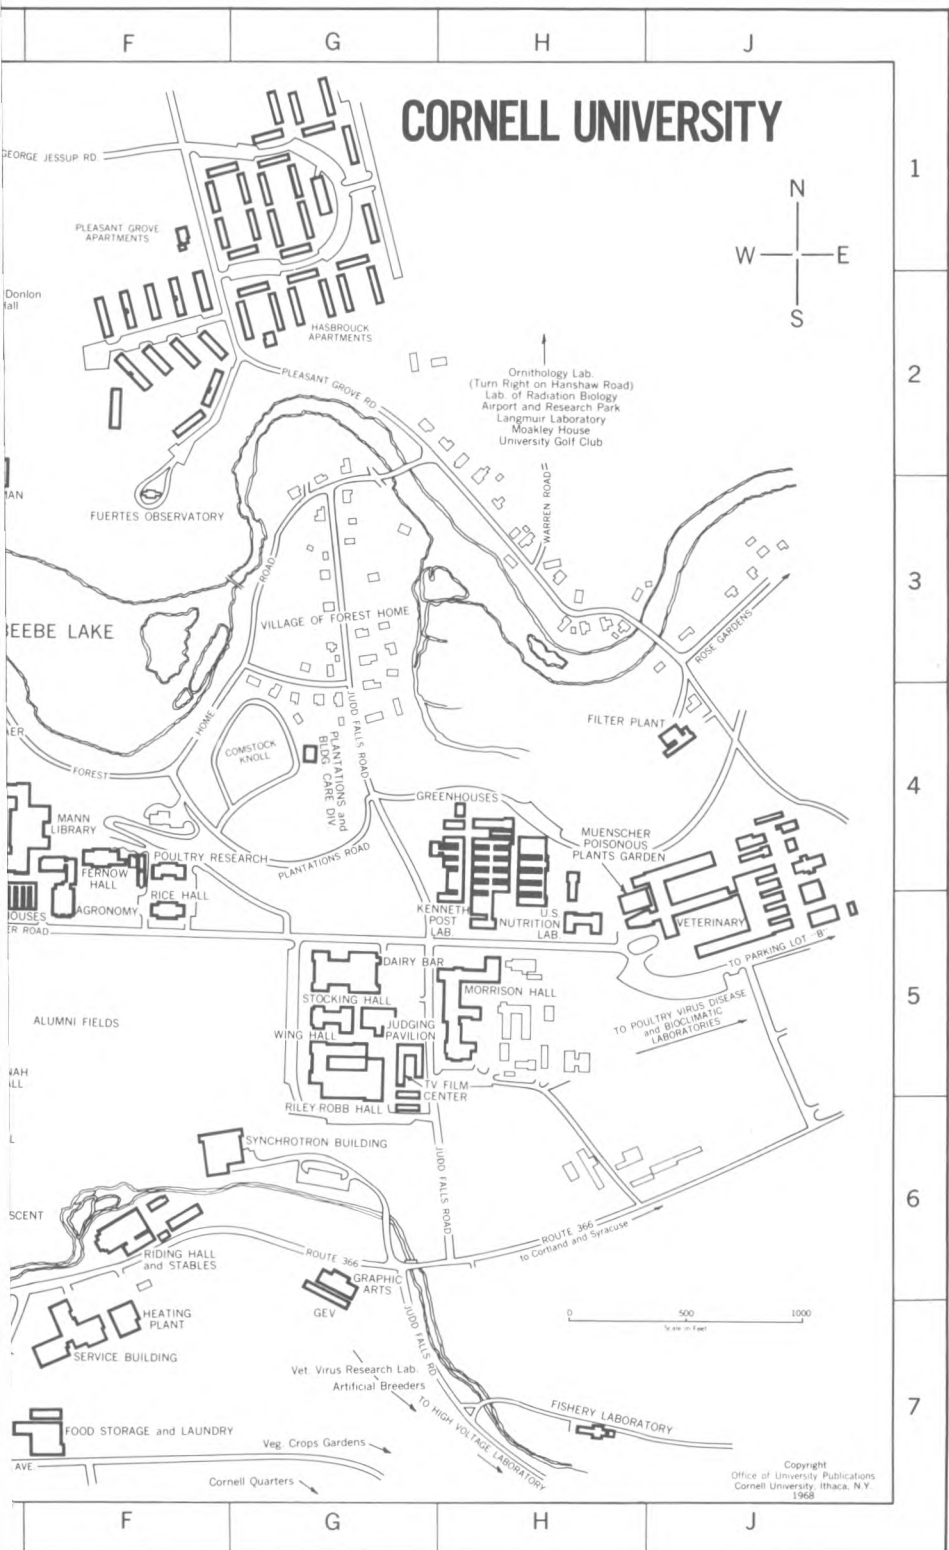 F G H J
CORNELL UNIVERSITY
GEORGE JESSUP RD.
1
N
W E
S
PLEASANT GROVE
APARTMENTS
Donlon
Hall
HASBROUCK
APARTMENTS
2
PLEASANT GROVE RD
Ornithology Lab.
(Turn Right on Hanshaw Road)
Lab. of Radiation Biology
Airport and Research Park
Langmuir Laboratory
Moakley House
University Golf Club
MAN
FUERTES OBSERVATORY
WARREN ROAD
ROAD
3
VILLAGE OF FOREST HOME
BEEBE LAKE
ROSE GARDENS
HOME
JUDD FALLS ROAD
FILTER PLANT
COMSTOCK
KNOLL
PLANTATIONS and
BLDG. CARE DIV
FOREST
4
GREENHOUSES
MANN
LIBRARY
MUENSCHER
POISONOUS
PLANTS GARDEN
POULTRY RESEARCH
PLANTATIONS ROAD
FERNOW
HALL
RICE HALL
AGRONOMY
HOUSES
ER ROAD
KENNETH
POST
LAB.
U.S.
NUTRITION
LAB.
VETERINARY
TO PARKING LOT "B"
DAIRY BAR
STOCKING HALL
MORRISON HALL
5
ALUMNI FIELDS
WING HALL
JUDGING
PAVILION
TO POULTRY VIRUS DISEASE
and BIOCLIMATIC
LABORATORIES
NAH
ALL
TV FILM
CENTER
RILEY-ROBB HALL
SYNCHROTRON BUILDING
JUDD FALLS ROAD
6
SCENT
RIDING HALL
and STABLES
ROUTE 366
ROUTE 366
to Cortland and Syracuse
GRAPHIC
ARTS
GEV
HEATING
PLANT
SERVICE BUILDING
0 500 1000
Scale in Feet
JUDD FALLS RD
Vet. Virus Research Lab.
Artificial Breeders
TO HIGH VOLTAGE LABORATORY
FISHERY LABORATORY
7
FOOD STORAGE and LAUNDRY
Veg. Crops Gardens
AVE.
Cornell Quarters
Copyright
Office of University Publications
Cornell University, Ithaca, N.Y.
1968
F G H J